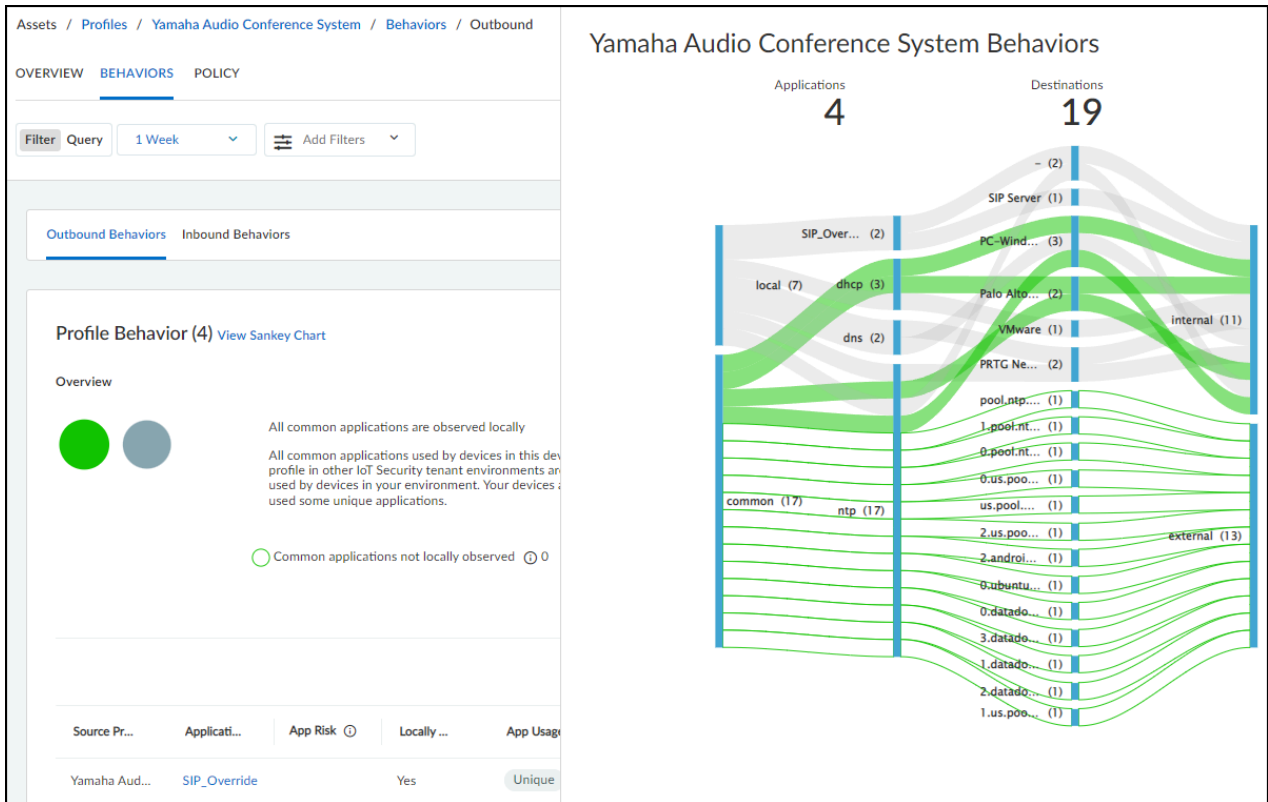 Assets / Profiles / Yamaha Audio Conference System / Behaviors / Outbound
OVERVIEW BEHAVIORS POLICY
Filter Query 1 Week Add Filters
Outbound Behaviors Inbound Behaviors
Profile Behavior (4) View Sankey Chart
Overview
All common applications are observed locally
All common applications used by devices in this dev
profile in other IoT Security tenant environments are
used by devices in your environment. Your devices a
used some unique applications.
Common applications not locally observed 0
Source Pr... Applicati... App Risk Locally ... App Usage
Yamaha Aud... SIP_Override Yes Unique
Yamaha Audio Conference System Behaviors
Applications Destinations
4 19
– (2)
SIP Server (1)
SIP_Over... (2)
PC-Wind... (3)
local (7)
dhcp (3)
Palo Alto... (2)
internal (11)
VMware (1)
dns (2)
PRTG Ne... (2)
pool.ntp.... (1)
1.pool.nt... (1)
0.pool.nt... (1)
0.us.poo... (1)
common (17)
ntp (17)
us.pool.... (1)
2.us.poo... (1)
external (13)
2.androi... (1)
0.ubuntu... (1)
0.datado... (1)
3.datado... (1)
1.datado... (1)
2.datado... (1)
1.us.poo... (1)